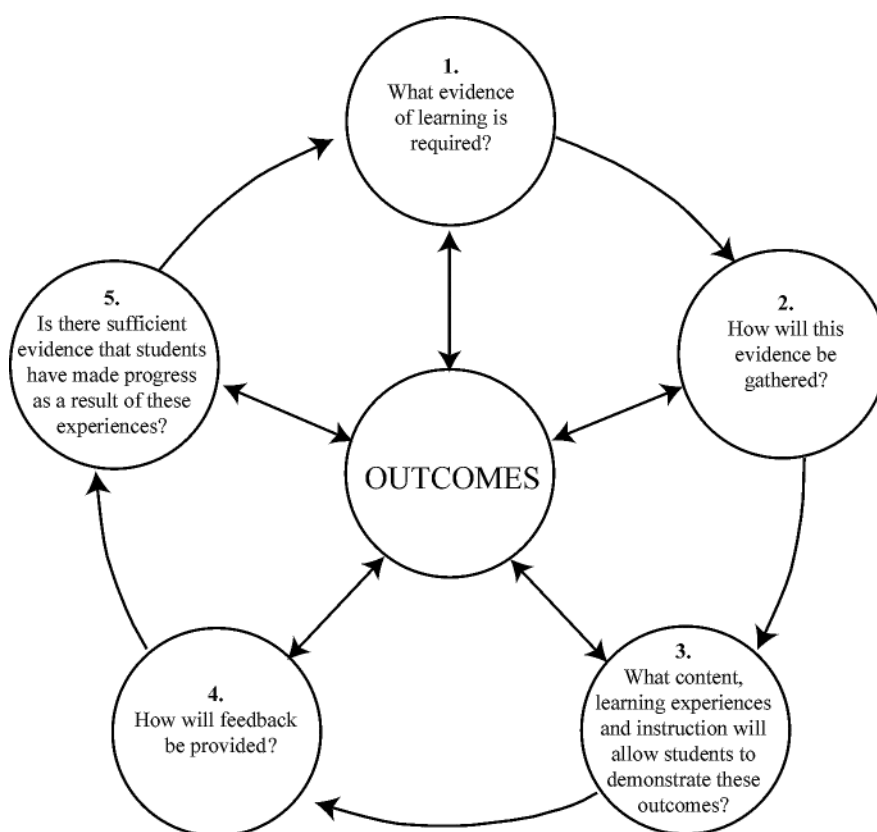 1.
What evidence
of learning is
required?
2.
How will this
evidence be
gathered?
3.
What content,
learning experiences
and instruction will
allow students to
demonstrate these
outcomes?
4.
How will feedback
be provided?
5.
Is there sufficient
evidence that students
have made progress
as a result of these
experiences?
OUTCOMES